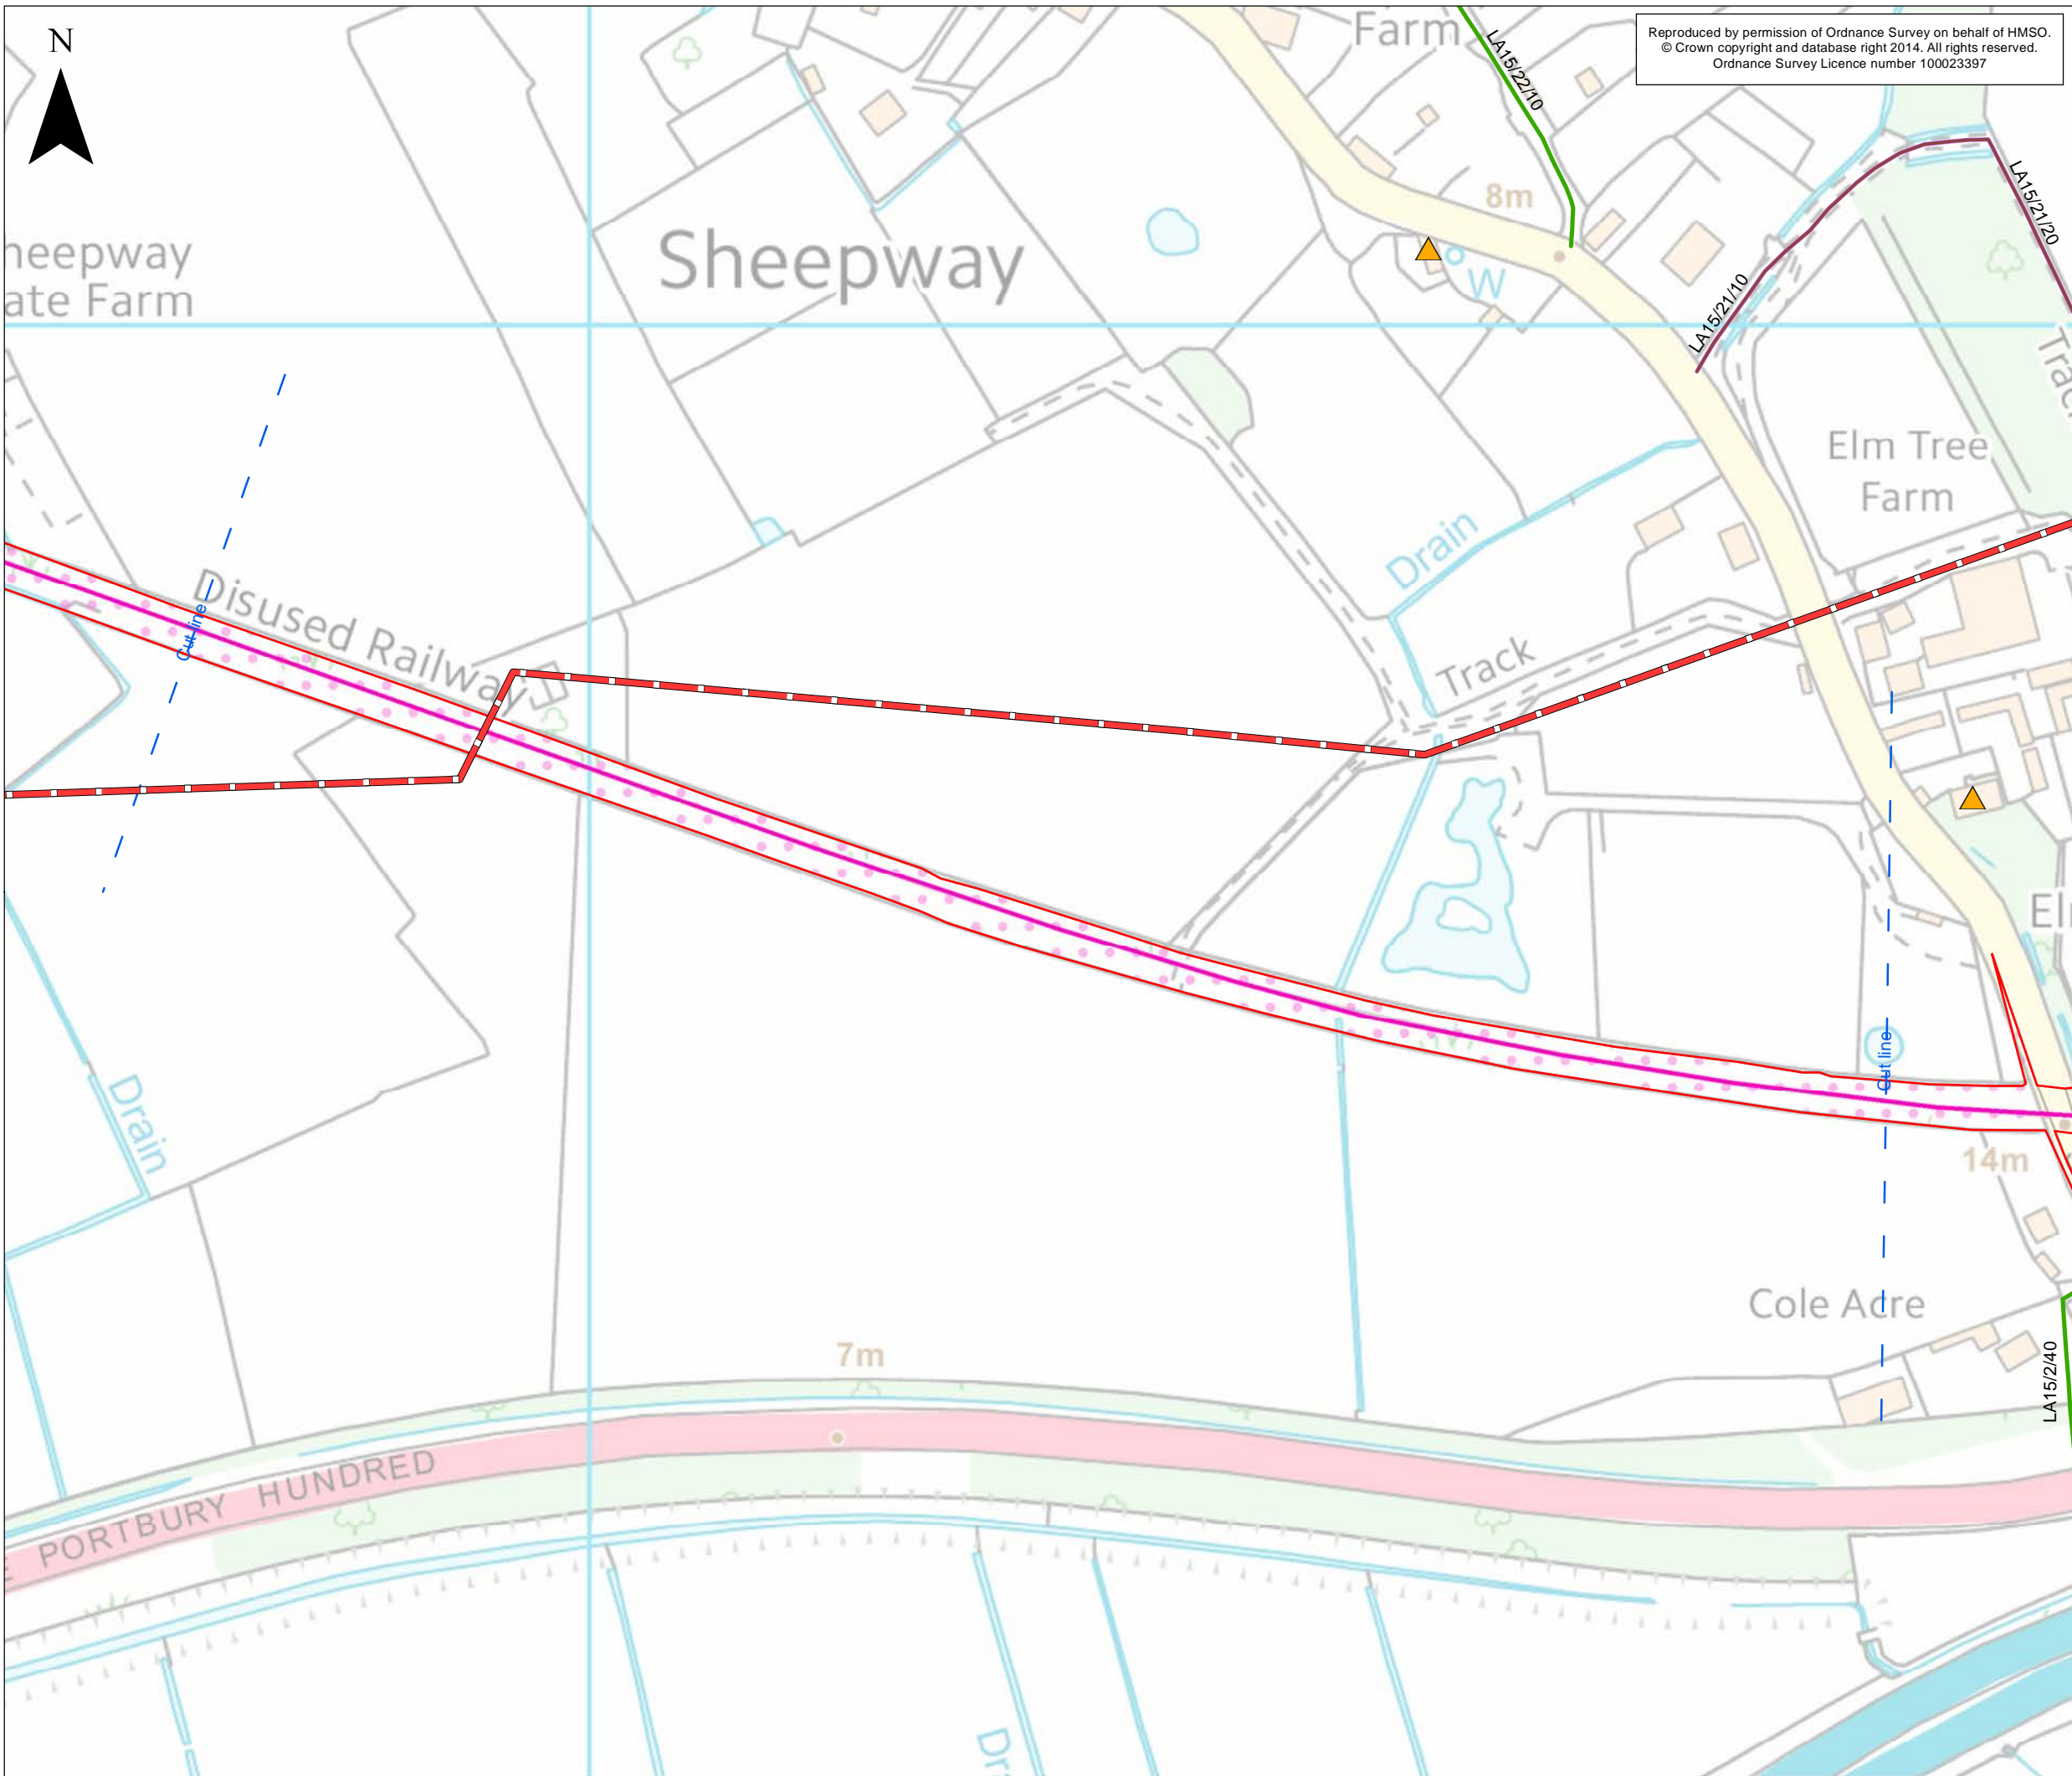 N
Farm
LA15/22/10
Reproduced by permission of Ordnance Survey on behalf of HMSO.
© Crown copyright and database right 2014. All rights reserved.
Ordnance Survey Licence number 100023397
8m
LA15/21/20
heepway
ate Farm
Sheepway
W
LA15/21/10
Trac
Elm Tree
Farm
Drain
Disused Railway
Cut line
Track
El
Drain
Cut line
14m
Cole Acre
7m
LA15/2/40
E PORTBURY HUNDRED
Dra